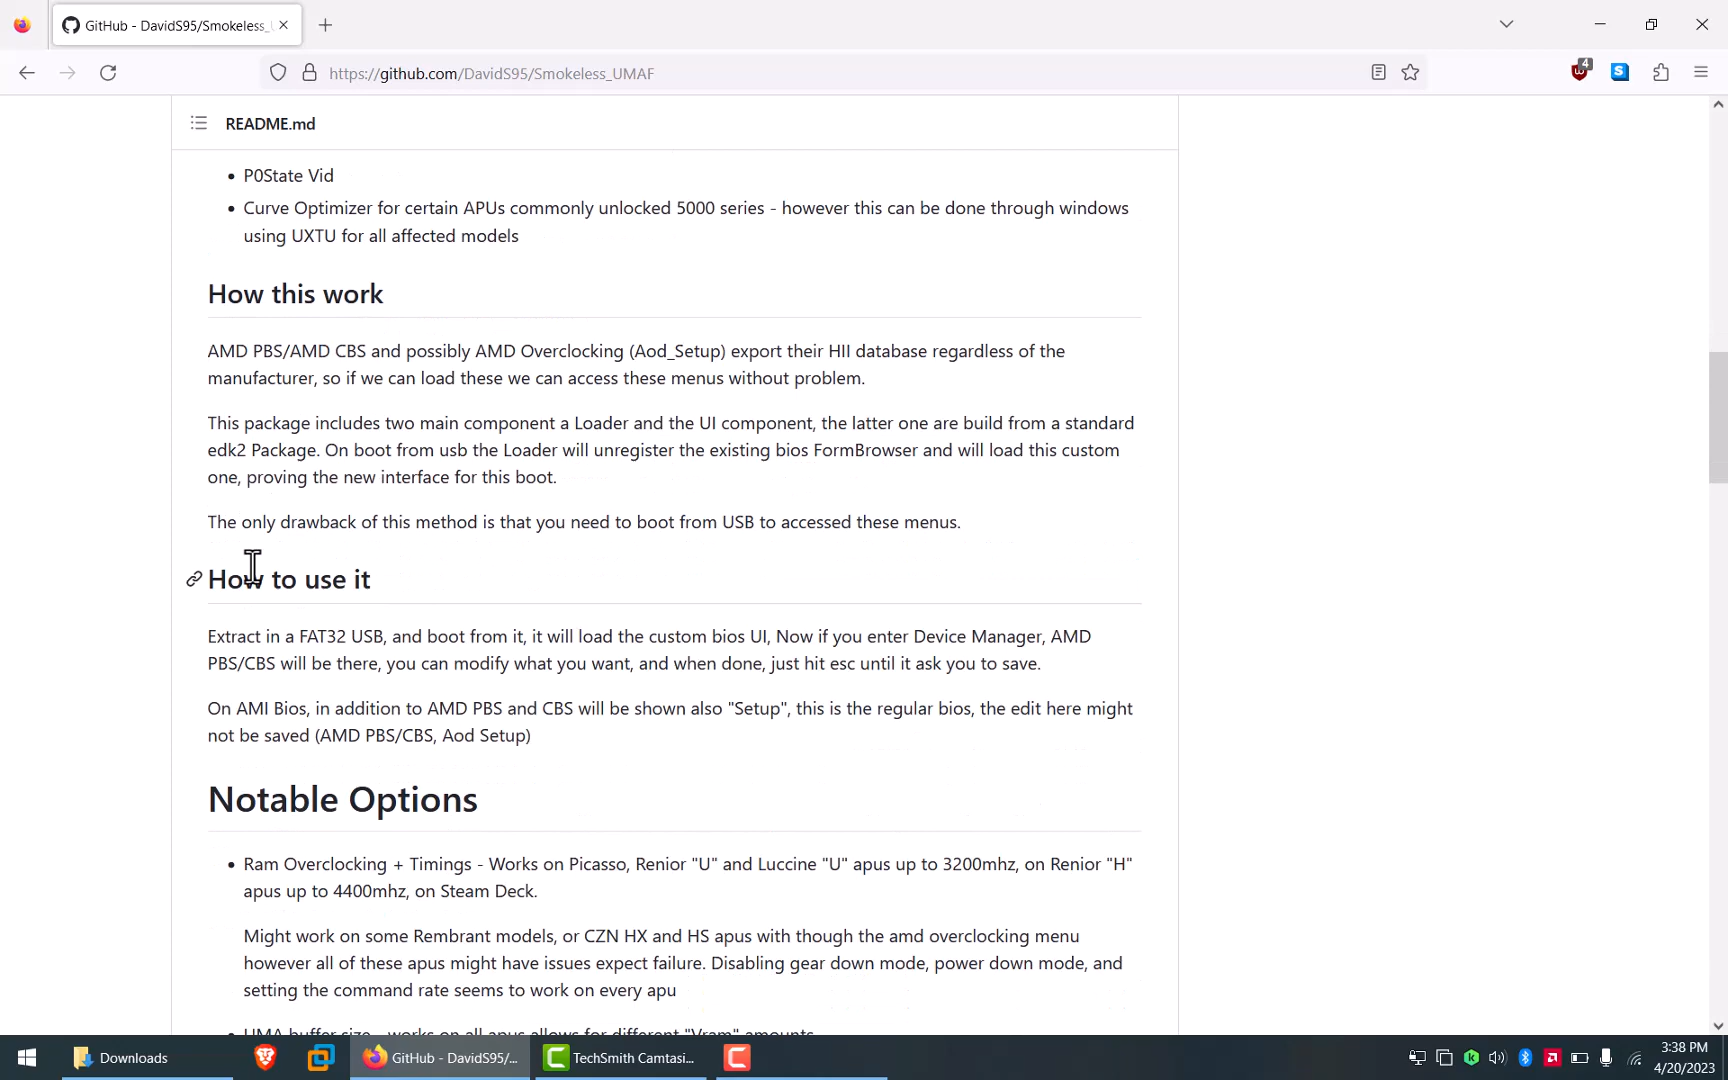 GitHub - DavidS95/Smokeless_U
https://github.com/DavidS95/Smokeless_UMAF
4
S
README.md
P0State Vid
Curve Optimizer for certain APUs commonly unlocked 5000 series - however this can be done through windows
using UXTU for all affected models
How this work
AMD PBS/AMD CBS and possibly AMD Overclocking (Aod_Setup) export their HII database regardless of the
manufacturer, so if we can load these we can access these menus without problem.
This package includes two main component a Loader and the UI component, the latter one are build from a standard
edk2 Package. On boot from usb the Loader will unregister the existing bios FormBrowser and will load this custom
one, proving the new interface for this boot.
The only drawback of this method is that you need to boot from USB to accessed these menus.
How to use it
Extract in a FAT32 USB, and boot from it, it will load the custom bios UI, Now if you enter Device Manager, AMD
PBS/CBS will be there, you can modify what you want, and when done, just hit esc until it ask you to save.
On AMI Bios, in addition to AMD PBS and CBS will be shown also "Setup", this is the regular bios, the edit here might
not be saved (AMD PBS/CBS, Aod Setup)
Notable Options
Ram Overclocking + Timings - Works on Picasso, Renior "U" and Luccine "U" apus up to 3200mhz, on Renior "H"
apus up to 4400mhz, on Steam Deck.
Might work on some Rembrant models, or CZN HX and HS apus with though the amd overclocking menu
however all of these apus might have issues expect failure. Disabling gear down mode, power down mode, and
setting the command rate seems to work on every apu
UMA buffer size - works on all apus allows for different "Vram" amounts
Downloads
GitHub - DavidS95/...
TechSmith Camtasi...
3:38 PM
4/20/2023